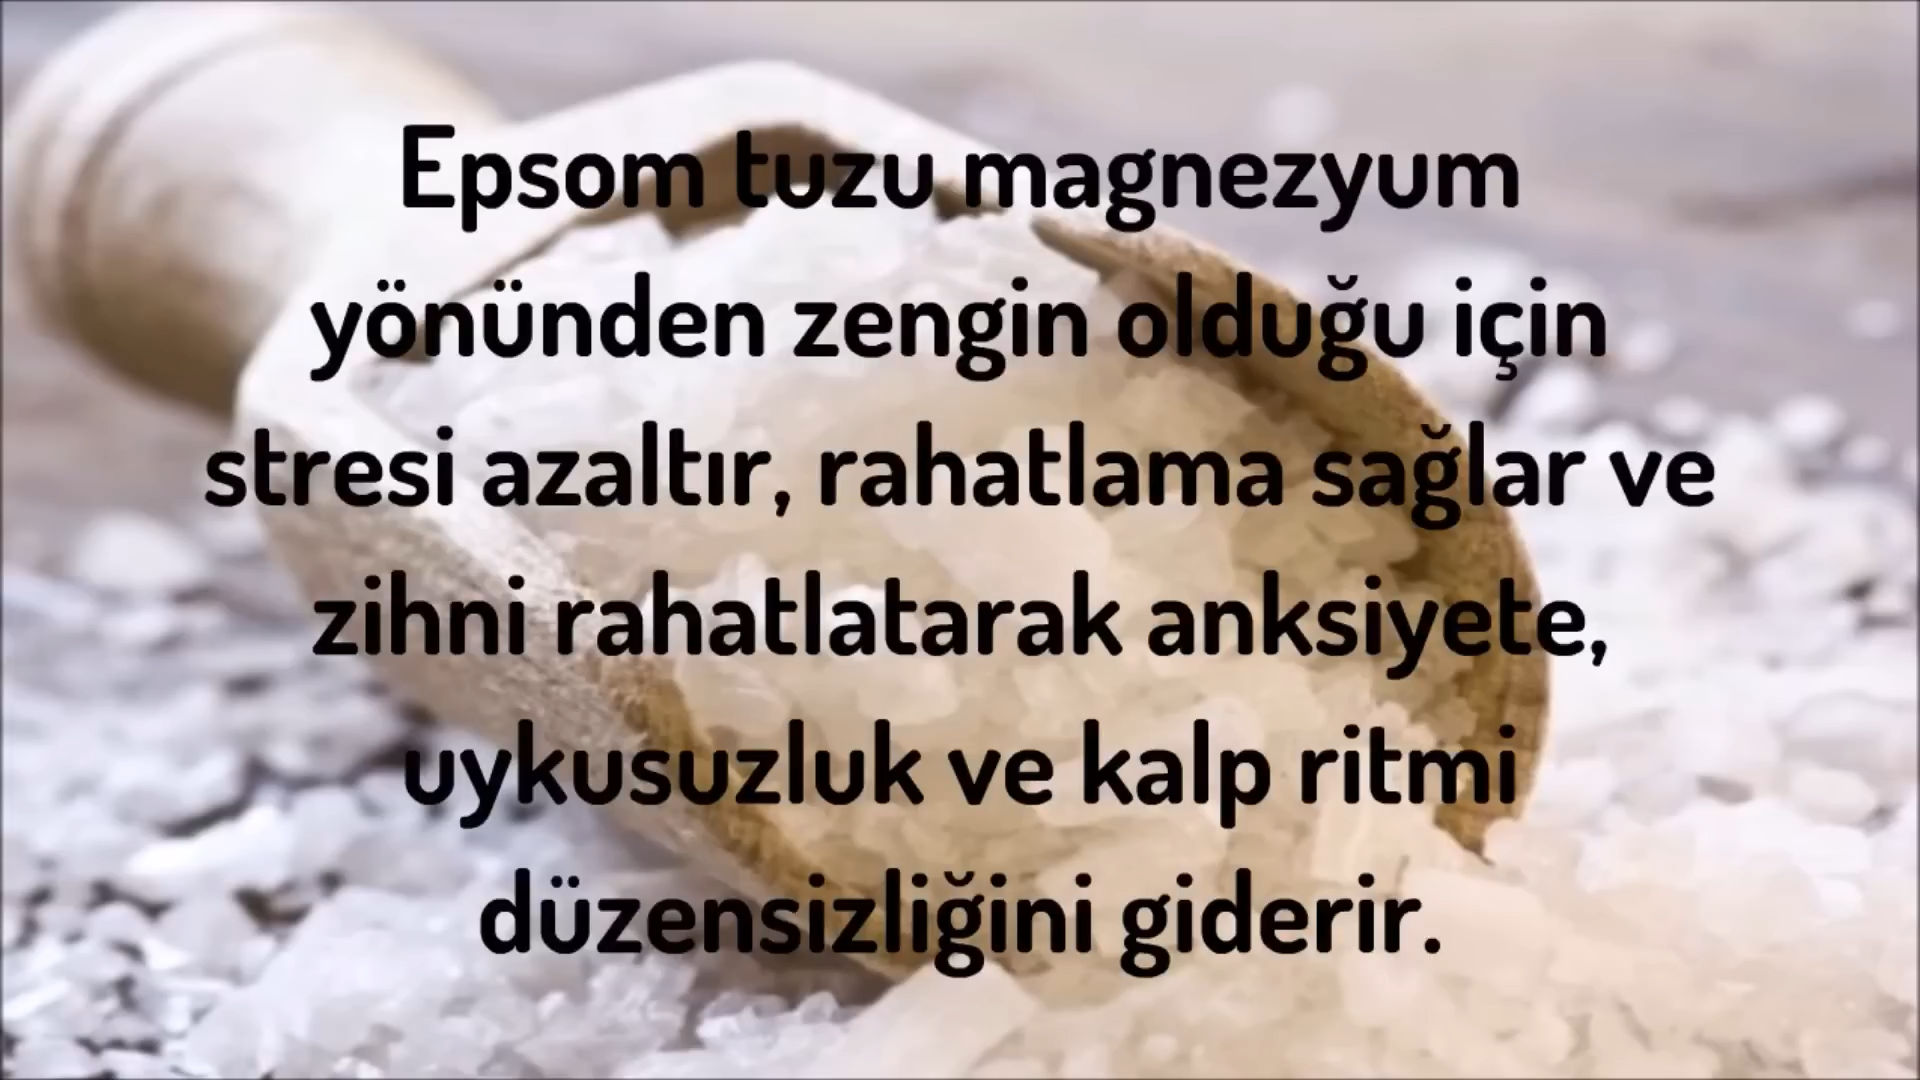 Epsom tuzu magnezyum
yönünden zengin olduğu için
stresi azaltır, rahatlama sağlar ve
zihni rahatlatarak anksiyete,
uykusuzluk ve kalp ritmi
düzensizliğini giderir.